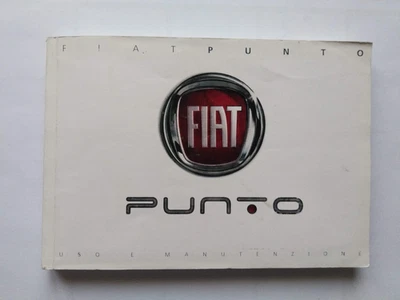 FIAT PUNTO
FIAT
PUNTO
USO E MANUTENZIONE